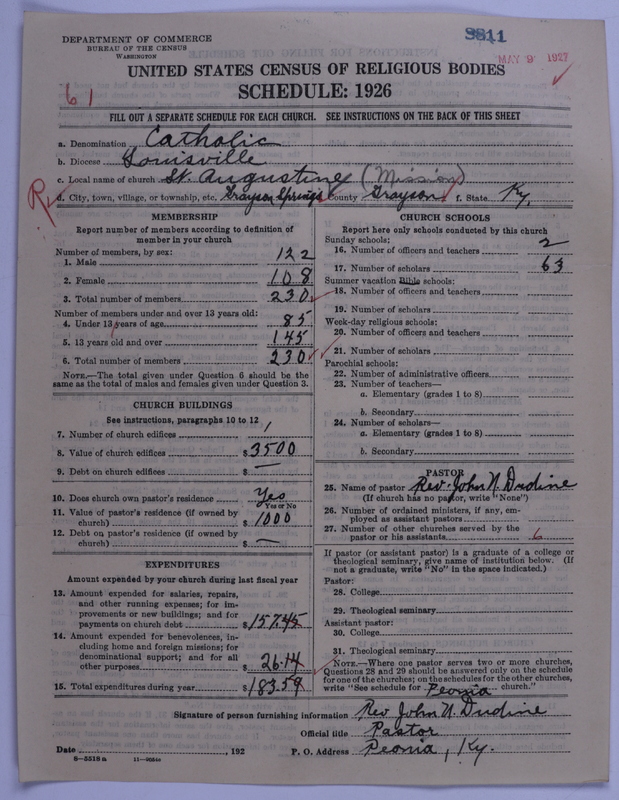 DEPARTMENT OF COMMERCE
BUREAU OF THE CENSUS
WASHINGTON
8811
MAY 9 1927
UNITED STATES CENSUS OF RELIGIOUS BODIES
SCHEDULE: 1926
61
FILL OUT A SEPARATE SCHEDULE FOR EACH CHURCH. SEE INSTRUCTIONS ON THE BACK OF THIS SHEET
a. Denomination Catholic
b. Diocese Louisville
c. Local name of church St. Augustine (Mission)
d. City, town, village, or township, etc. Grayson Springs County Grayson f. State Ky.
MEMBERSHIP
Report number of members according to definition of
member in your church
Number of members, by sex:
1. Male 122
2. Female 108
3. Total number of members 230
Number of members under and over 13 years old:
4. Under 13 years of age 85
5. 13 years old and over 145
6. Total number of members 230
NOTE.—The total given under Question 6 should be the
same as the total of males and females given under Question 3.
CHURCH BUILDINGS
See instructions, paragraphs 10 to 12
7. Number of church edifices 1
8. Value of church edifices $3500
9. Debt on church edifices $ —
10. Does church own pastor's residence Yes
Yes or No
11. Value of pastor's residence (if owned by
church) $1000
12. Debt on pastor's residence (if owned by
church) $ —
EXPENDITURES
Amount expended by your church during last fiscal year
13. Amount expended for salaries, repairs,
and other running expenses; for im-
provements or new buildings; and for
payments on church debt $157.45
14. Amount expended for benevolences, in-
cluding home and foreign missions; for
denominational support; and for all
other purposes 26.14
15. Total expenditures during year $183.59
CHURCH SCHOOLS
Report here only schools conducted by this church
Sunday schools:
16. Number of officers and teachers 2
17. Number of scholars 63
Summer vacation Bible schools:
18. Number of officers and teachers
19. Number of scholars
Week-day religious schools:
20. Number of officers and teachers
21. Number of scholars
Parochial schools:
22. Number of administrative officers
23. Number of teachers—
a. Elementary (grades 1 to 8)
b. Secondary
24. Number of scholars—
a. Elementary (grades 1 to 8)
b. Secondary
PASTOR
25. Name of pastor Rev. John N. Dudine
(If church has no pastor, write "None")
26. Number of ordained ministers, if any, em-
ployed as assistant pastors
27. Number of other churches served by the
pastor or his assistants 6
If pastor (or assistant pastor) is a graduate of a college or
theological seminary, give name of institution below. (If
not a graduate, write "No" in the space indicated.)
Pastor:
28. College
29. Theological seminary
Assistant pastor:
30. College
31. Theological seminary
NOTE.—Where one pastor serves two or more churches,
Questions 28 and 29 should be answered only on the schedule
for one of the churches; on the schedules for the other churches,
write "See schedule for Peonia church."
Signature of person furnishing information Rev John N. Dudine
Official title Pastor
Date , 192
P. O. Address Peonia, Ky.